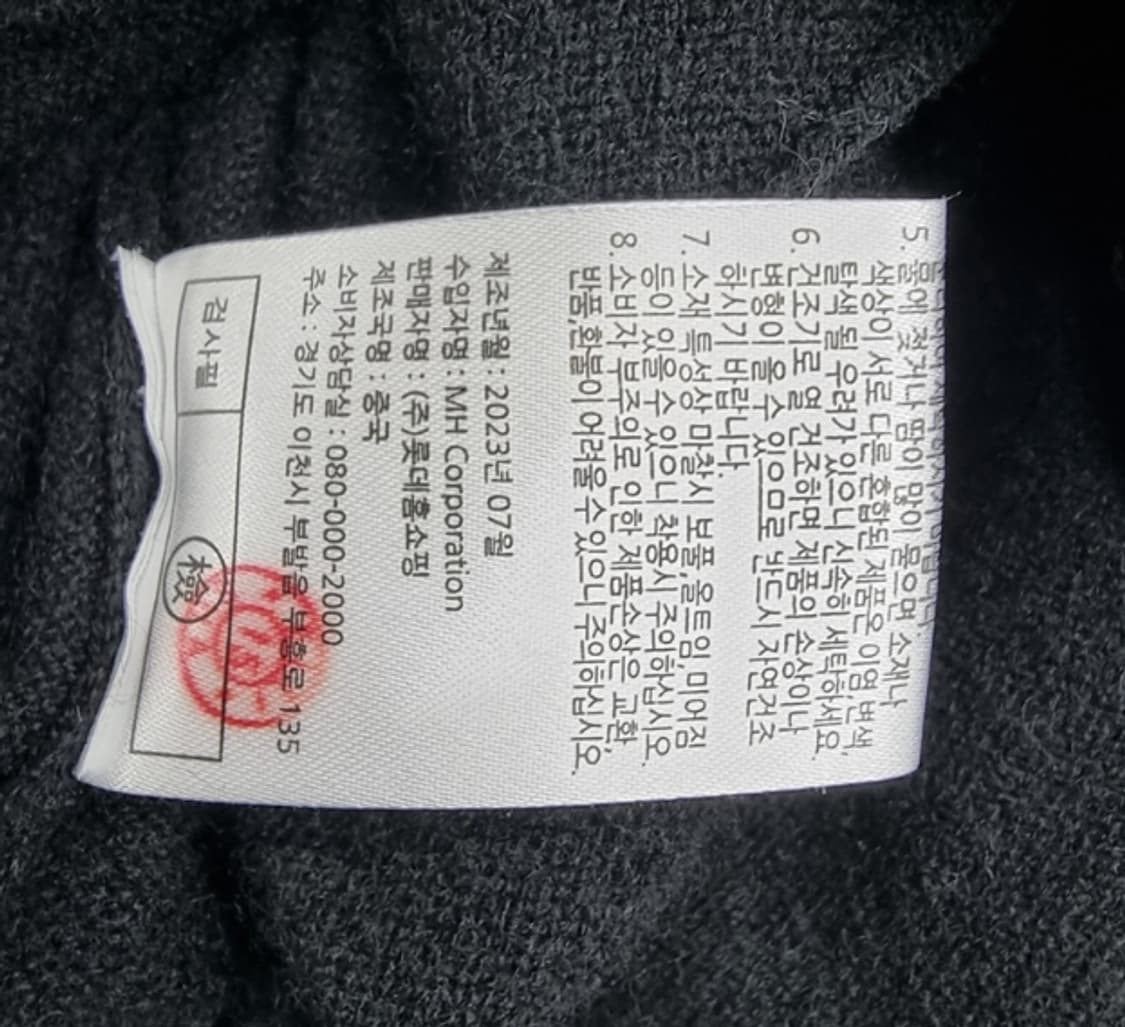 5. 물에 젖거나 땀이 많이 묻으면 소재나
색상이 서로 다른 혼합된 제품은 이염,변색,
탈색 될 우려가 있으니 신속히 세탁하세요.
6. 건조기로 열 건조하면 제품의 손상이나
변형이 올수 있으므로 반드시 자연건조
하시기 바랍니다.
7. 소재 특성상 마찰시 보풀,올트임,미어짐
등이 있을수 있으니 착용시 주의하십시오.
8. 소비자 부주의로 인한 제품손상은 교환,
반품,환불이 어려울 수 있으니 주의하십시오.
제조년월 : 2023년 07월
수입자명 : MH Corporation
판매자명 : (주)롯데홈쇼핑
제조국명 : 중국
소비자상담실 : 080-000-2000
주소 : 경기도 이천시 부발읍 부흥로 135
검사필
檢